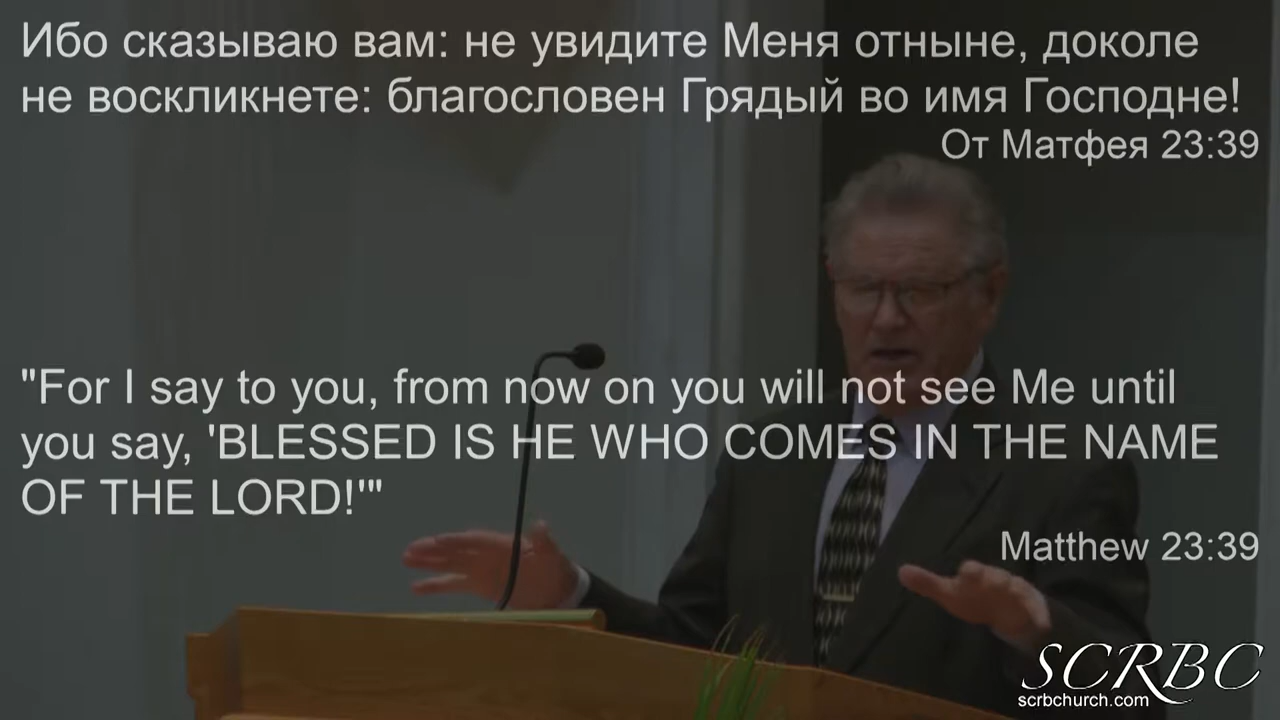 Ибо сказываю вам: не увидите Меня отныне, доколе
не воскликнете: благословен Грядый во имя Господне!
От Матфея 23:39
"For I say to you, from now on you will not see Me until
you say, 'BLESSED IS HE WHO COMES IN THE NAME
OF THE LORD!'"
Matthew 23:39
SCRBC
scrbchurch.com